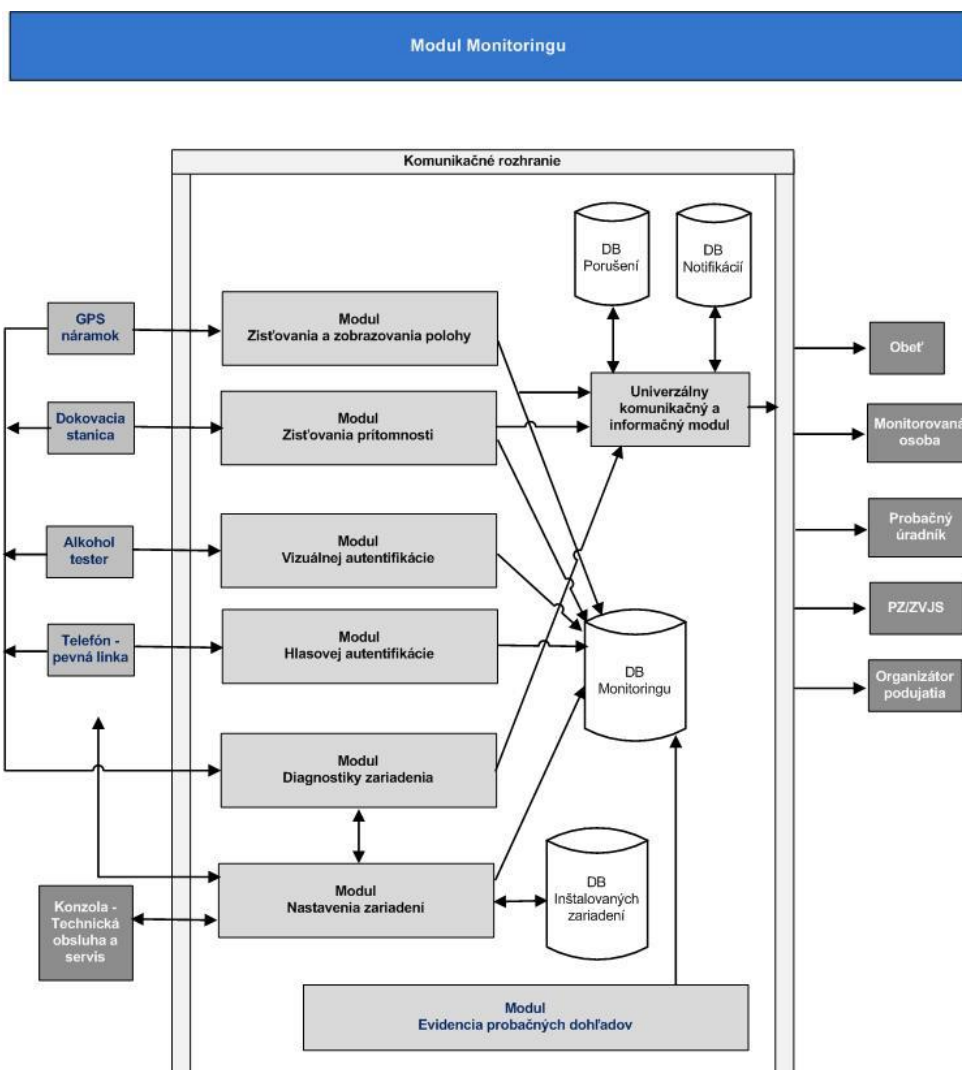 Modul Monitoringu
Komunikačné rozhranie
DB
Porušení
DB
Notifikácií
GPS
náramok
Modul
Zisťovania a zobrazovania polohy
Obeť
Univerzálny
komunikačný a
informačný modul
Dokovacia
stanica
Modul
Zisťovania prítomnosti
Monitorovaná
osoba
Alkohol
tester
Modul
Vizuálnej autentifikácie
Probačný
úradník
PZ/ZVJS
Telefón -
pevná linka
Modul
Hlasovej autentifikácie
DB
Monitoringu
Organizátor
podujatia
Modul
Diagnostiky zariadenia
Modul
Nastavenia zariadení
DB
Inštalovaných
zariadení
Konzola -
Technická
obsluha a
servis
Modul
Evidencia probačných dohľadov